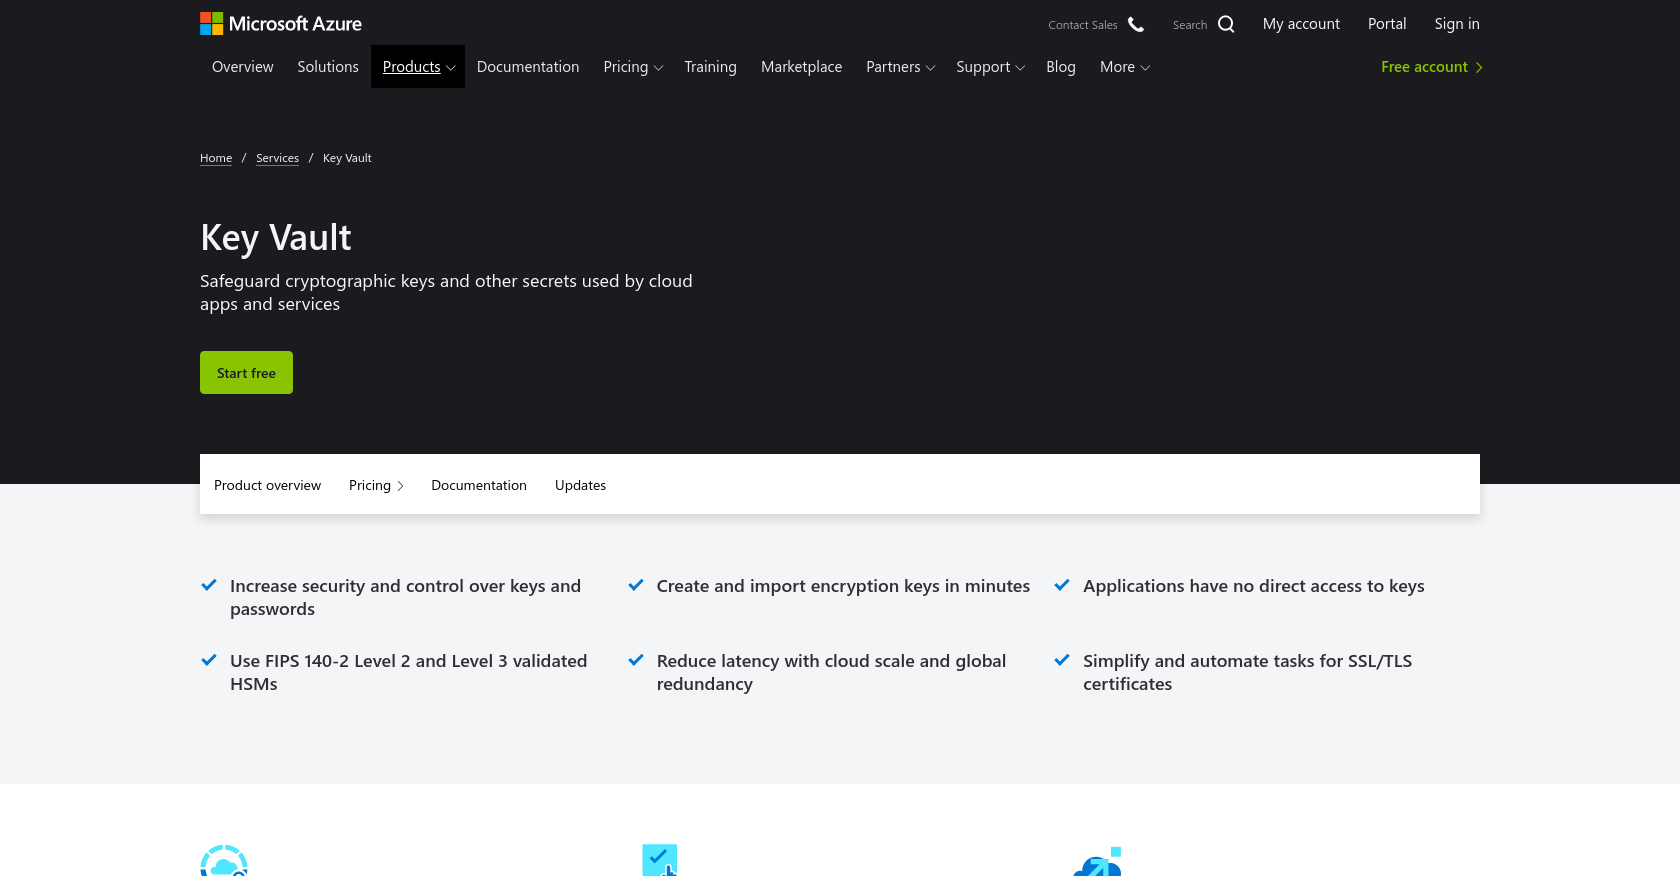 Microsoft Azure
Contact Sales
Search
My account
Portal
Sign in
Overview
Solutions
Products
Documentation
Pricing
Training
Marketplace
Partners
Support
Blog
More
Free account
Home / Services / Key Vault
Key Vault
Safeguard cryptographic keys and other secrets used by cloud
apps and services
Start free
Product overview
Pricing
Documentation
Updates
Increase security and control over keys and
passwords
Create and import encryption keys in minutes
Applications have no direct access to keys
Use FIPS 140-2 Level 2 and Level 3 validated
HSMs
Reduce latency with cloud scale and global
redundancy
Simplify and automate tasks for SSL/TLS
certificates